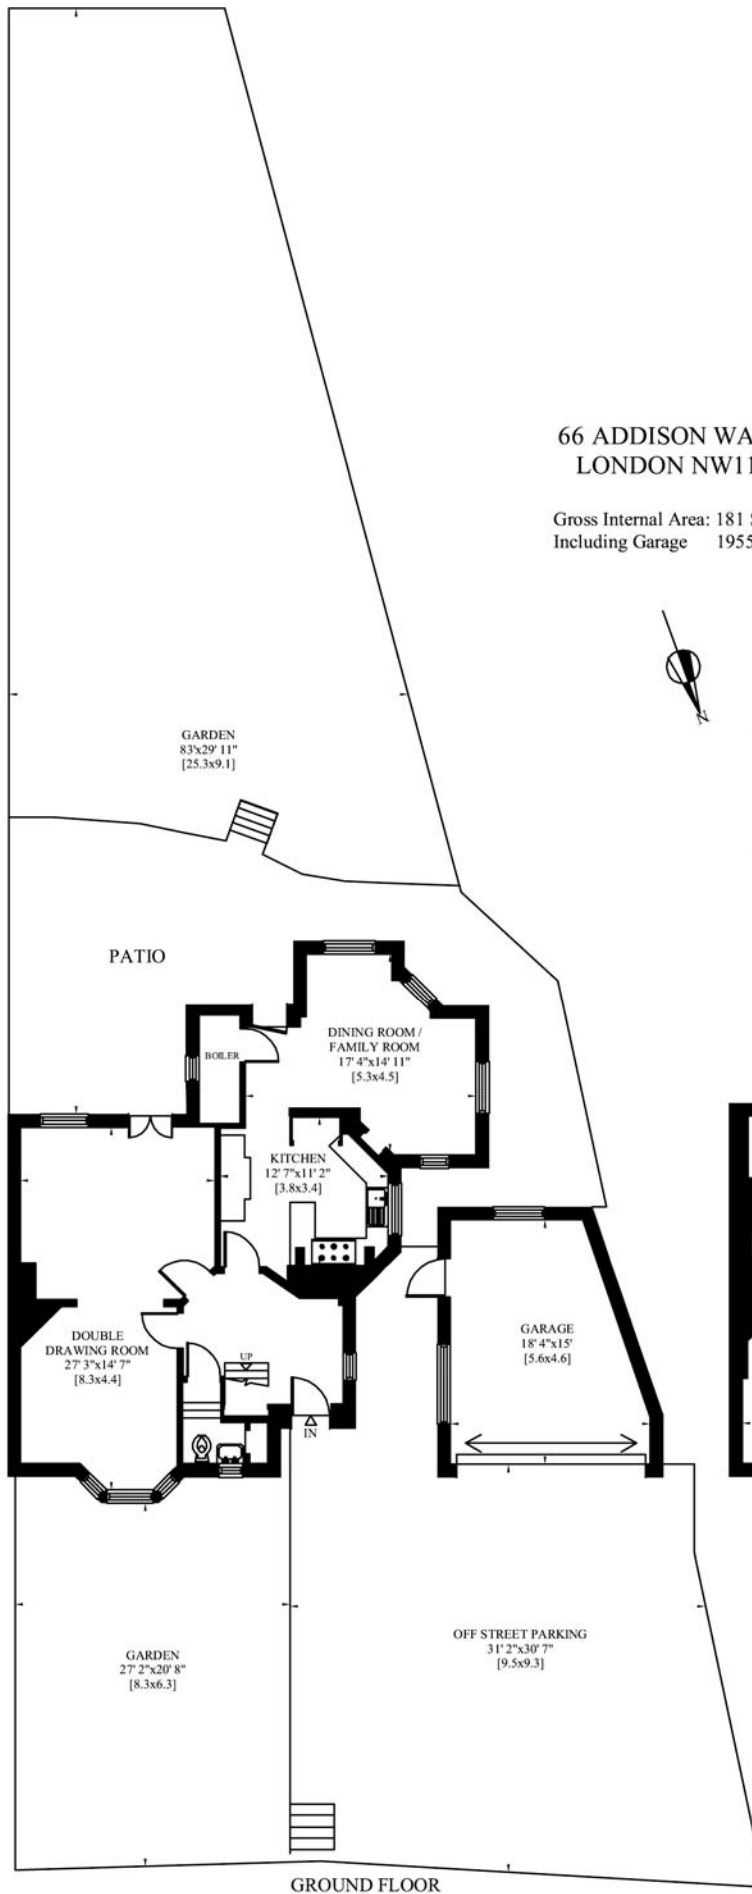 66 ADDISON WA
LONDON NW11
Gross Internal Area: 181
Including Garage 1955
N
GARDEN
83'x29' 11"
[25.3x9.1]
PATIO
BOILER
DINING ROOM /
FAMILY ROOM
17' 4"x14' 11"
[5.3x4.5]
KITCHEN
12' 7"x11' 2"
[3.8x3.4]
GARAGE
18' 4"x15'
[5.6x4.6]
DOUBLE
DRAWING ROOM
27' 3"x14' 7"
[8.3x4.4]
UP
IN
OFF STREET PARKING
31' 2"x30' 7"
[9.5x9.3]
GARDEN
27' 2"x20' 8"
[8.3x6.3]
GROUND FLOOR